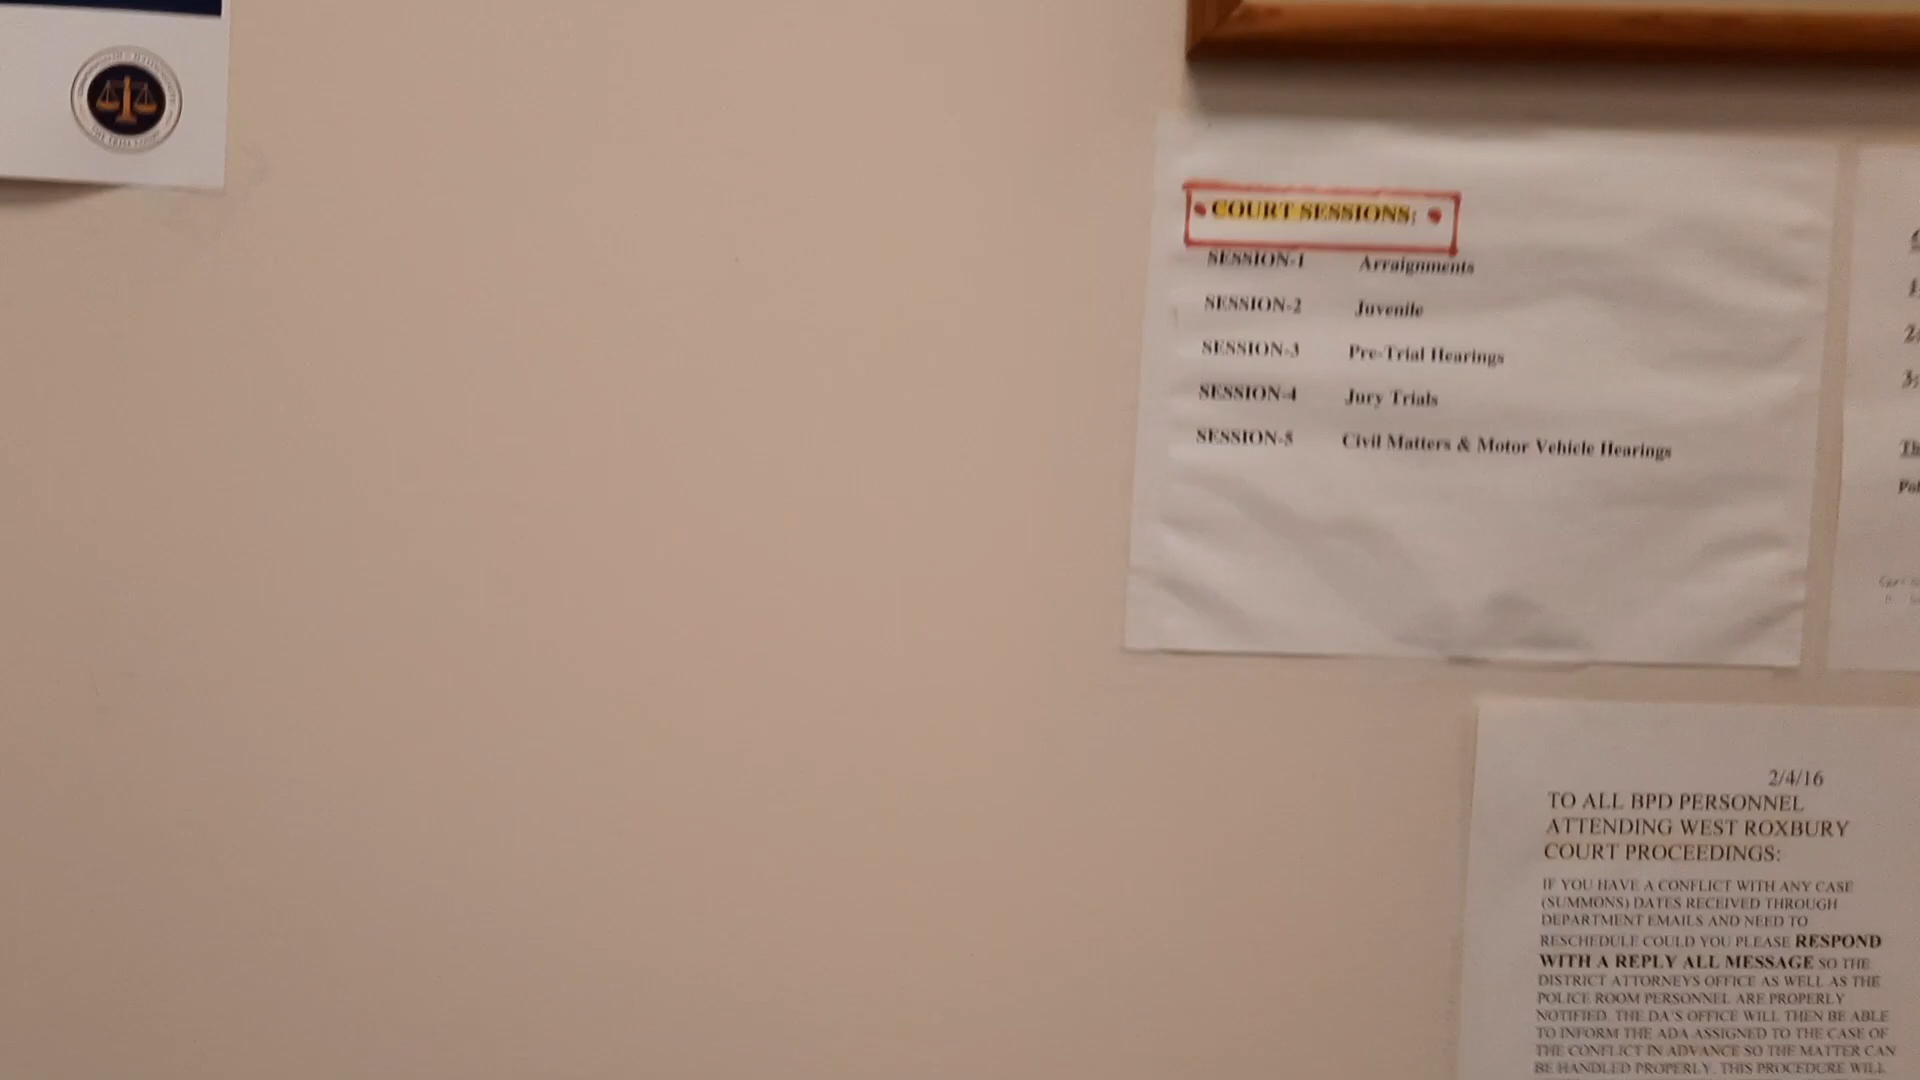 COURT SESSIONS:
SESSION-1 Arraignments
SESSION-2 Juvenile
SESSION-3 Pre-Trial Hearings
SESSION-4 Jury Trials
SESSION-5 Civil Matters & Motor Vehicle Hearings
2/4/16
TO ALL BPD PERSONNEL
ATTENDING WEST ROXBURY
COURT PROCEEDINGS:
IF YOU HAVE A CONFLICT WITH ANY CASE
(SUMMONS) DATES RECEIVED THROUGH
DEPARTMENT EMAILS AND NEED TO
RESCHEDULE COULD YOU PLEASE RESPOND
WITH A REPLY ALL MESSAGE SO THE
DISTRICT ATTORNEYS OFFICE AS WELL AS THE
POLICE ROOM PERSONNEL ARE PROPERLY
NOTIFIED. THE DA'S OFFICE WILL THEN BE ABLE
TO INFORM THE ADA ASSIGNED TO THE CASE OF
THE CONFLICT IN ADVANCE SO THE MATTER CAN
BE HANDLED PROPERLY. THIS PROCEDURE WILL